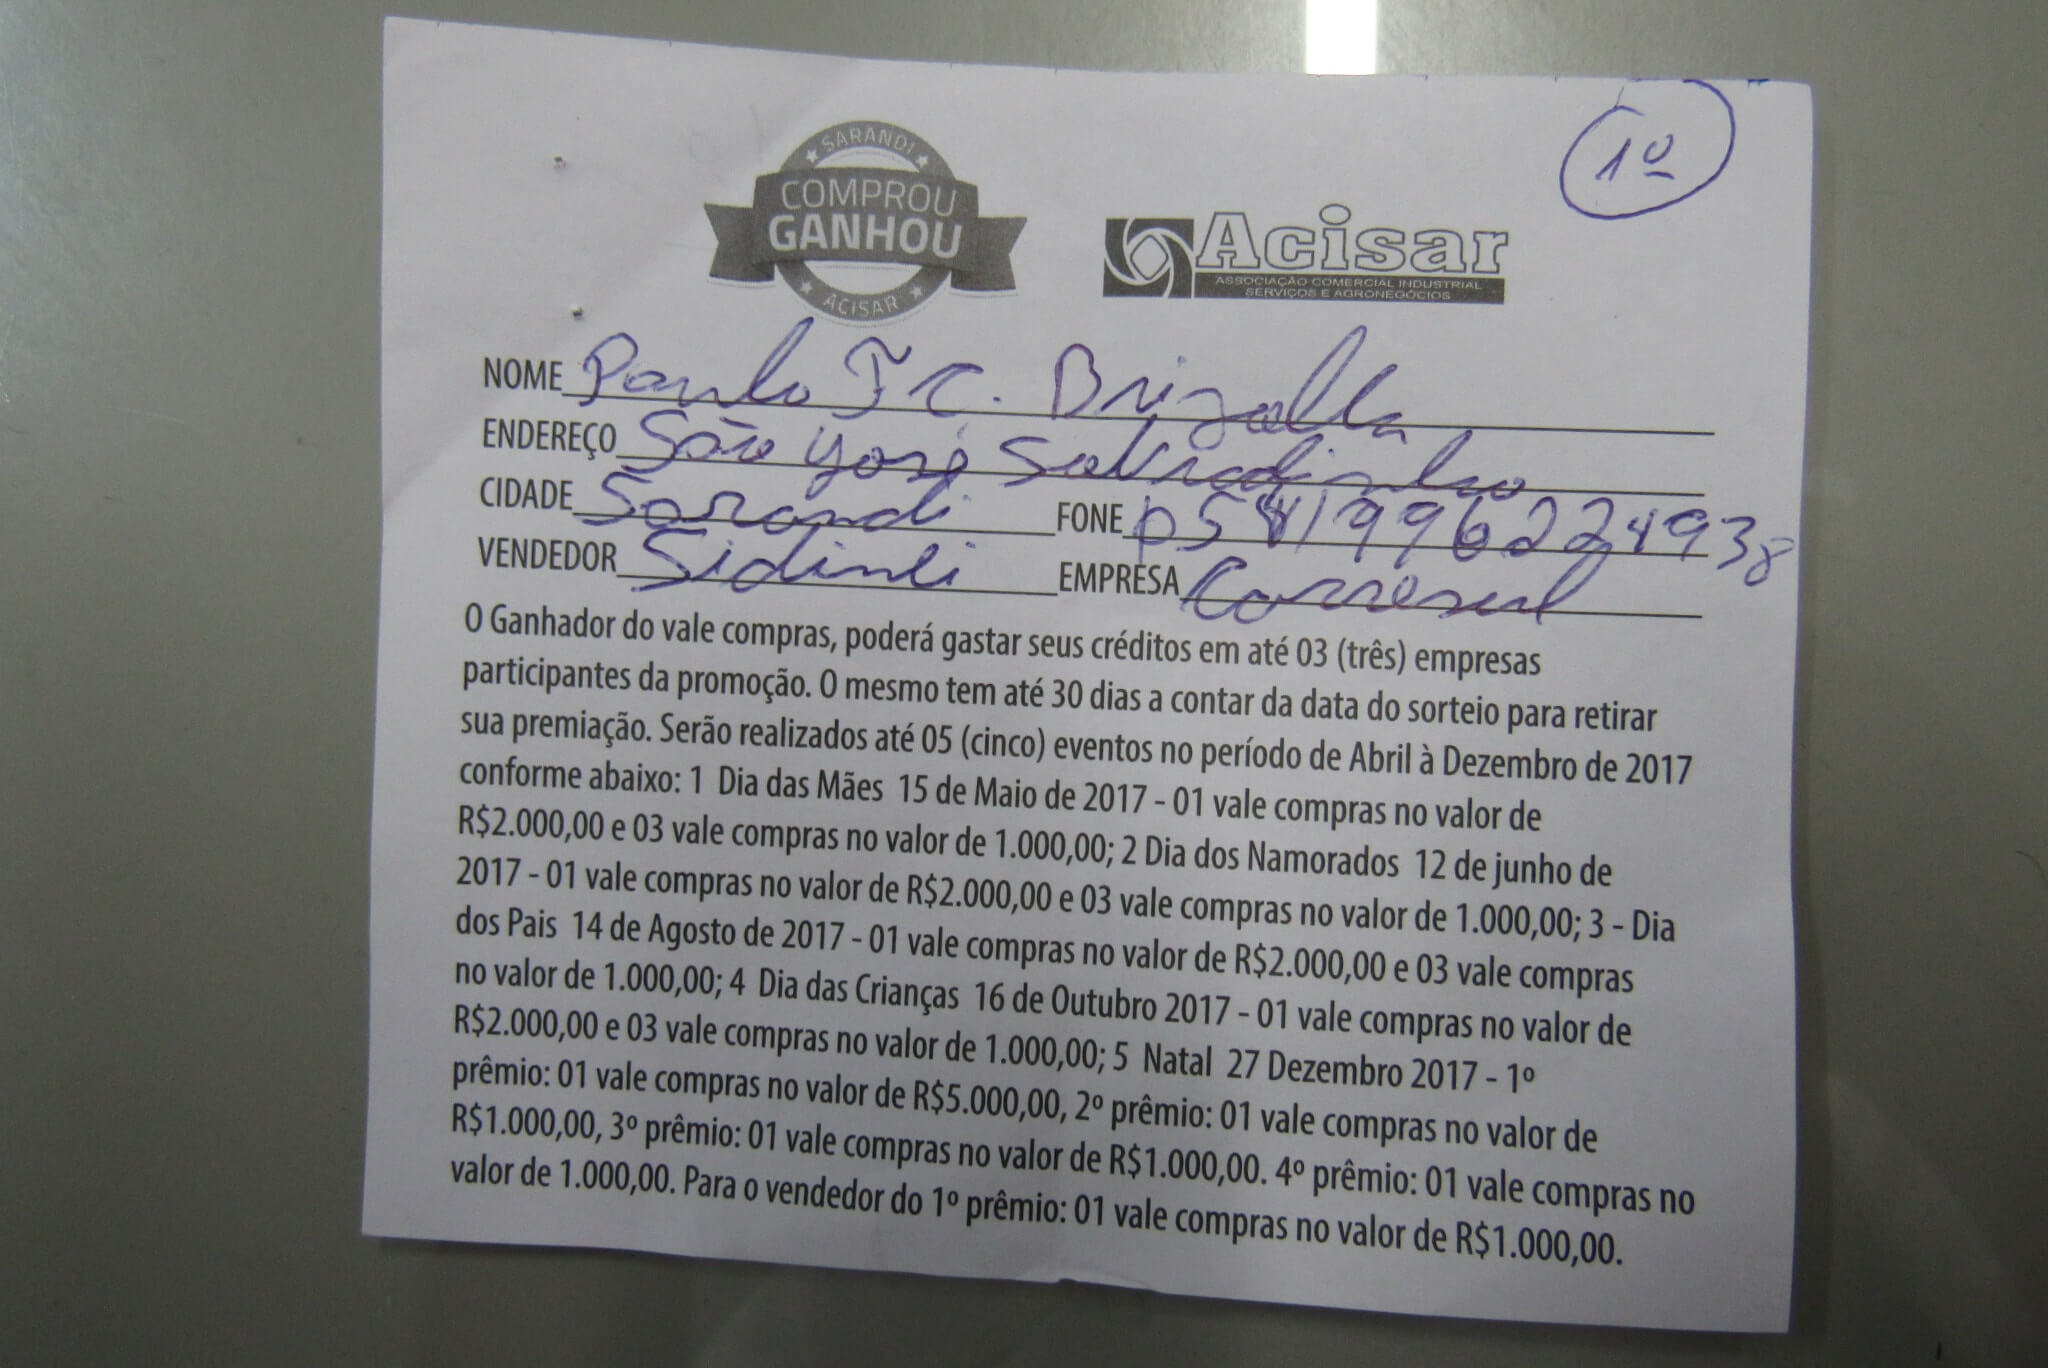 1º
SARANDI
COMPROU
GANHOU
ACISAR
Acisar
ASSOCIAÇÃO COMERCIAL INDUSTRIAL
SERVIÇOS E AGRONEGÓCIOS
NOME Paulo J C. Brizolla
ENDEREÇO São José
CIDADE Sarandi FONE
VENDEDOR Sidinei EMPRESA
O Ganhador do vale compras, poderá gastar seus créditos em até 03 (três) empresas
participantes da promoção. O mesmo tem até 30 dias a contar da data do sorteio para retirar
sua premiação. Serão realizados até 05 (cinco) eventos no período de Abril à Dezembro de 2017
conforme abaixo: 1 Dia das Mães 15 de Maio de 2017 - 01 vale compras no valor de
R$2.000,00 e 03 vale compras no valor de 1.000,00; 2 Dia dos Namorados 12 de junho de
2017 - 01 vale compras no valor de R$2.000,00 e 03 vale compras no valor de 1.000,00; 3 - Dia
dos Pais 14 de Agosto de 2017 - 01 vale compras no valor de R$2.000,00 e 03 vale compras
no valor de 1.000,00; 4 Dia das Crianças 16 de Outubro 2017 - 01 vale compras no valor de
R$2.000,00 e 03 vale compras no valor de 1.000,00; 5 Natal 27 Dezembro 2017 - 1º
prêmio: 01 vale compras no valor de R$5.000,00, 2º prêmio: 01 vale compras no valor de
R$1.000,00, 3º prêmio: 01 vale compras no valor de R$1.000,00. 4º prêmio: 01 vale compras no
valor de 1.000,00. Para o vendedor do 1º prêmio: 01 vale compras no valor de R$1.000,00.